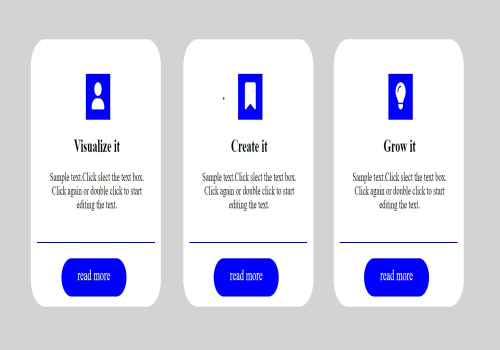 Visualize it
Sample text.Click slect the text box.
Click again or double click to start
editing the text.
read more
Create it
Sample text.Click slect the text box.
Click again or double click to start
editing the text.
read more
Grow it
Sample text.Click slect the text box.
Click again or double click to start
editing the text.
read more